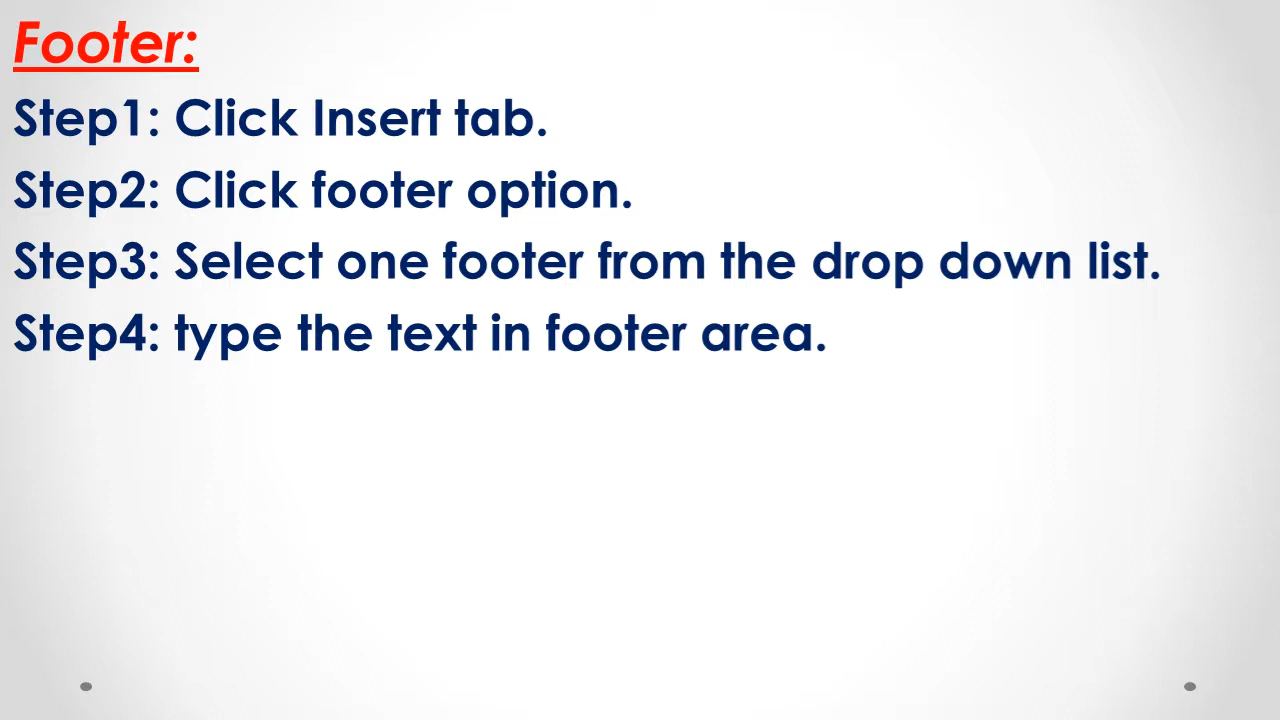 Footer:
Step1: Click Insert tab.
Step2: Click footer option.
Step3: Select one footer from the drop down list.
Step4: type the text in footer area.